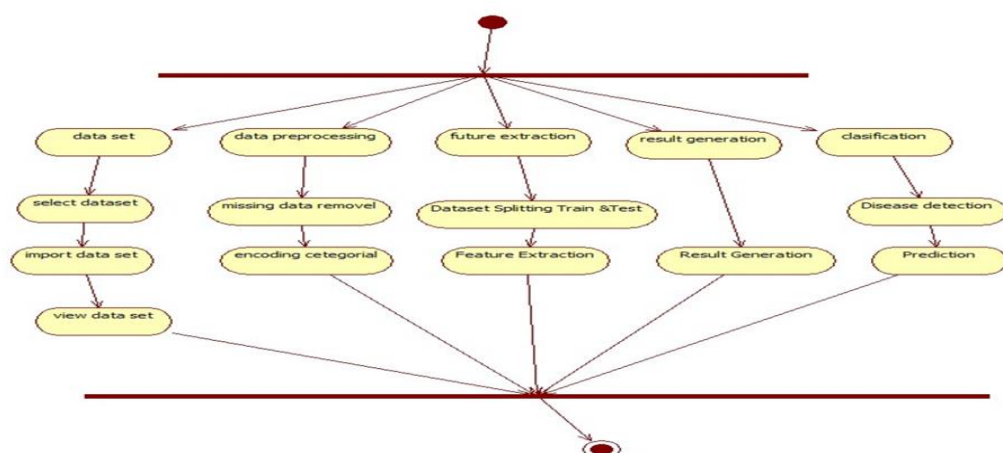 data set
data preprocessing
future extraction
result generation
clasification
select dataset
missing data removel
Dataset Splitting Train &Test
Disease detection
import data set
encoding cetegorial
Feature Extraction
Result Generation
Prediction
view data set